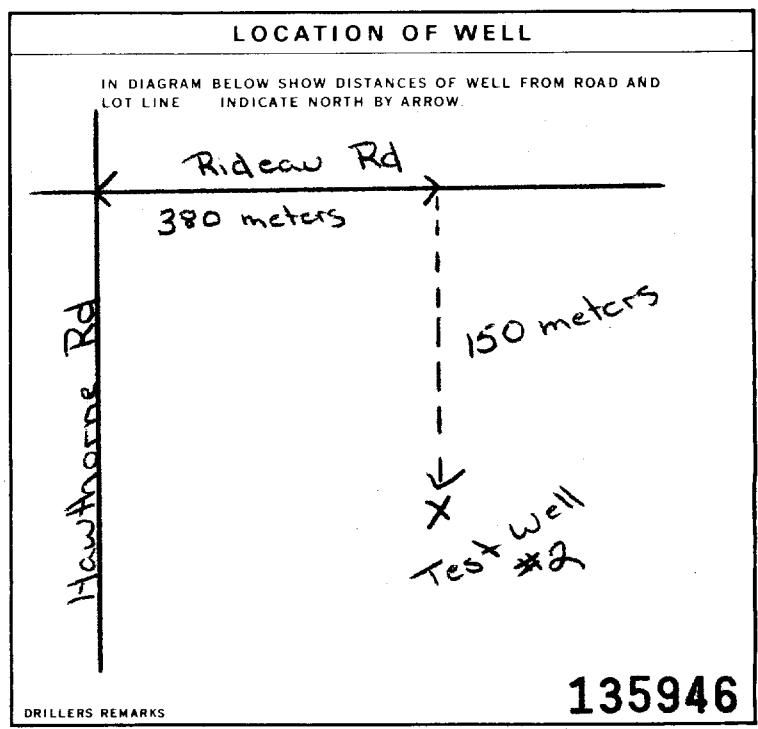 LOCATION OF WELL
IN DIAGRAM BELOW SHOW DISTANCES OF WELL FROM ROAD AND
LOT LINE INDICATE NORTH BY ARROW.
Rideau Rd
380 meters
Hawthorne Rd
150 meters
X
Test Well
#2
DRILLERS REMARKS
135946